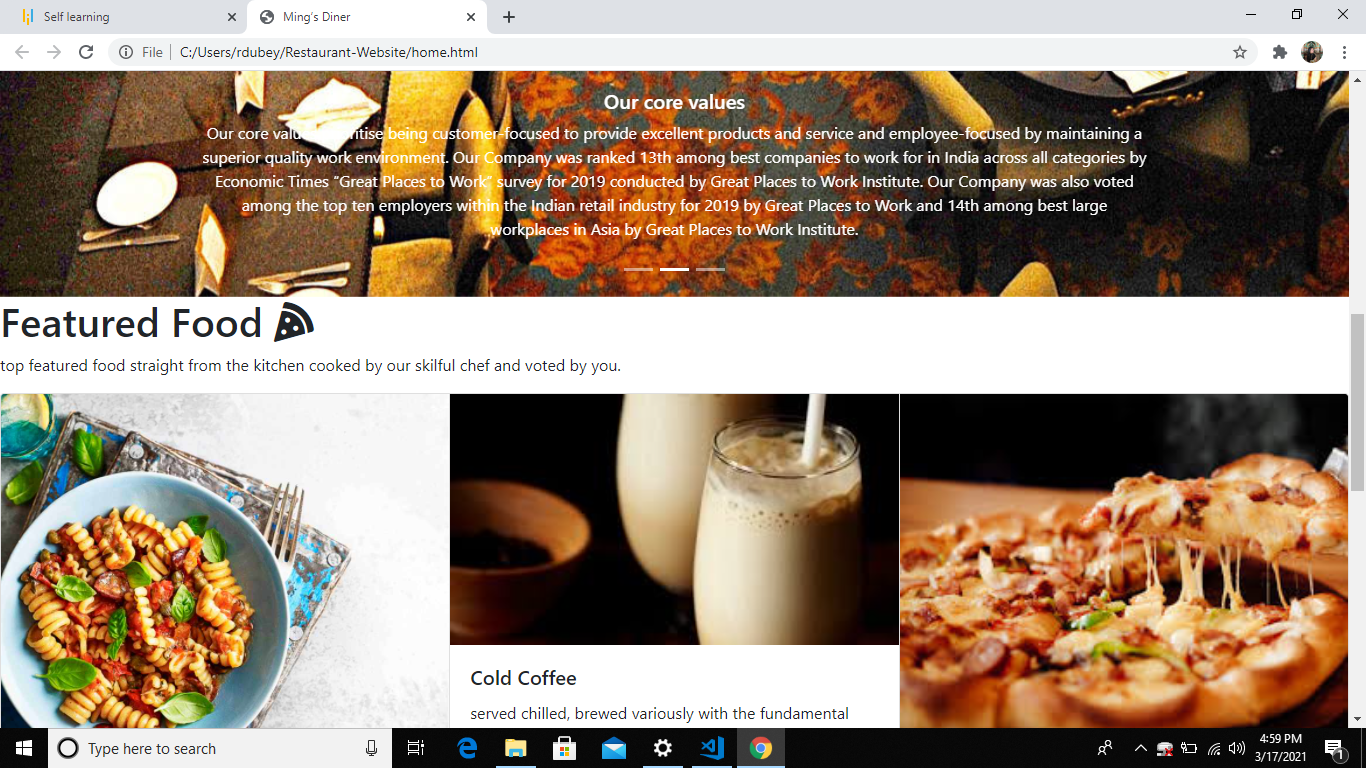 Self learning
Ming's Diner
File
C:/Users/rdubey/Restaurant-Website/home.html
Our core values
Our core values prioritise being customer-focused to provide excellent products and service and employee-focused by maintaining a
superior quality work environment. Our Company was ranked 13th among best companies to work for in India across all categories by
Economic Times “Great Places to Work” survey for 2019 conducted by Great Places to Work Institute. Our Company was also voted
among the top ten employers within the Indian retail industry for 2019 by Great Places to Work and 14th among best large
workplaces in Asia by Great Places to Work Institute.
Featured Food
top featured food straight from the kitchen cooked by our skilful chef and voted by you.
Cold Coffee
served chilled, brewed variously with the fundamental
Type here to search
4:59 PM
3/17/2021
1